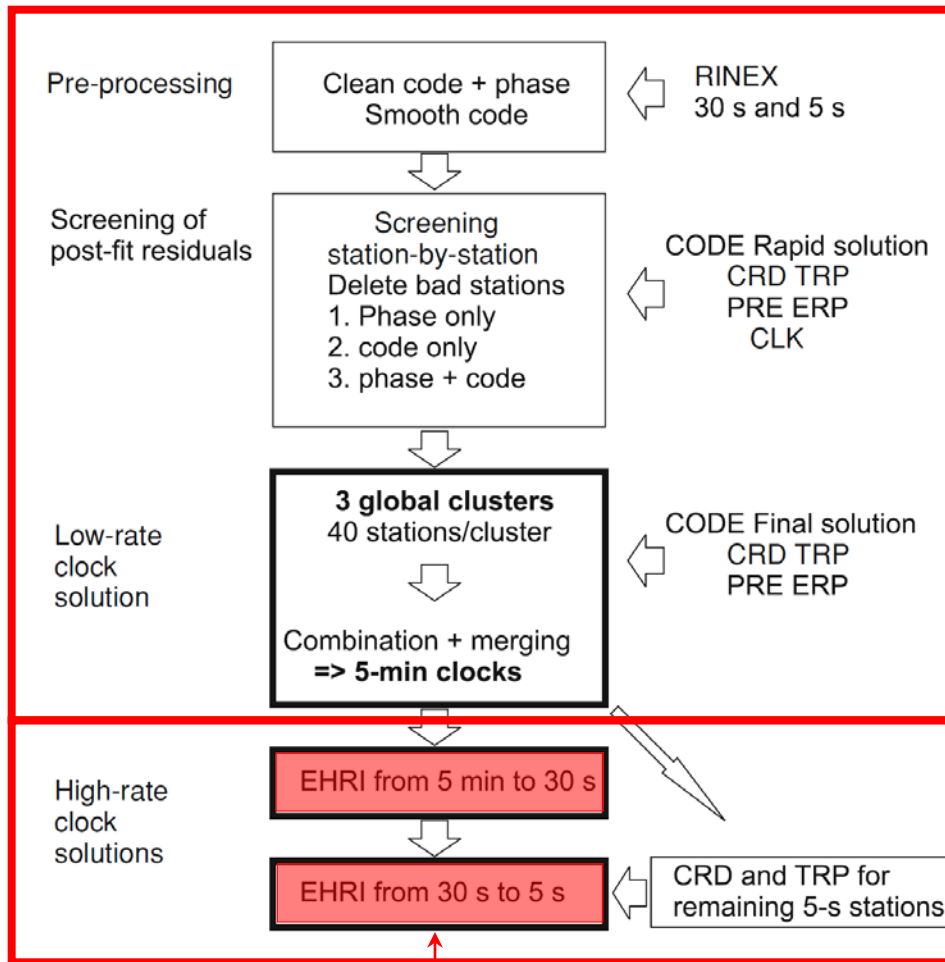 Pre-processing
Clean code + phase
Smooth code
RINEX
30 s and 5 s
Screening of
post-fit residuals
Screening
station-by-station
Delete bad stations
1. Phase only
2. code only
3. phase + code
CODE Rapid solution
CRD TRP
PRE ERP
CLK
Low-rate
clock
solution
3 global clusters
40 stations/cluster
Combination + merging
=> 5-min clocks
CODE Final solution
CRD TRP
PRE ERP
High-rate
clock
solutions
EHRI from 5 min to 30 s
EHRI from 30 s to 5 s
CRD and TRP for
remaining 5-s stations